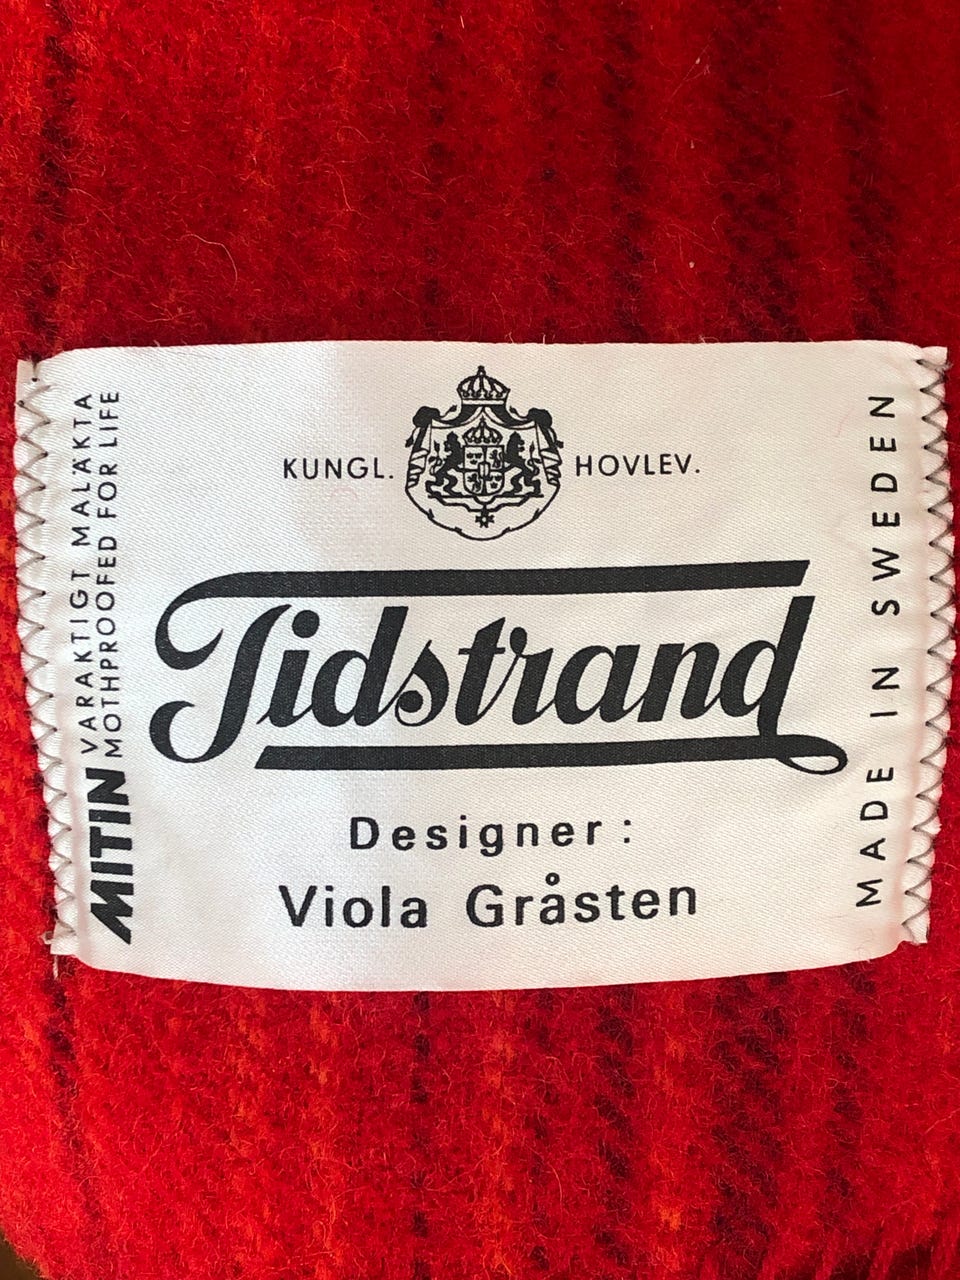 KUNGL. HOVLEV.
Tidstrand
Designer:
Viola Gråsten
MITIN VARAKTIGT MALÄKTA
MOTHPROOFED FOR LIFE
MADE IN SWEDEN